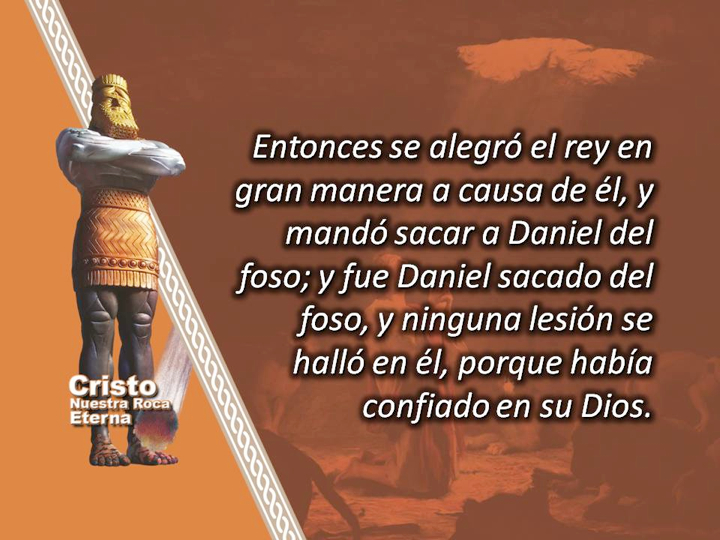 Entonces se alegró el rey en
gran manera a causa de él, y
mandó sacar a Daniel del
foso; y fue Daniel sacado del
foso, y ninguna lesión se
halló en él, porque había
confiado en su Dios.
Cristo
Nuestra Roca
Eterna